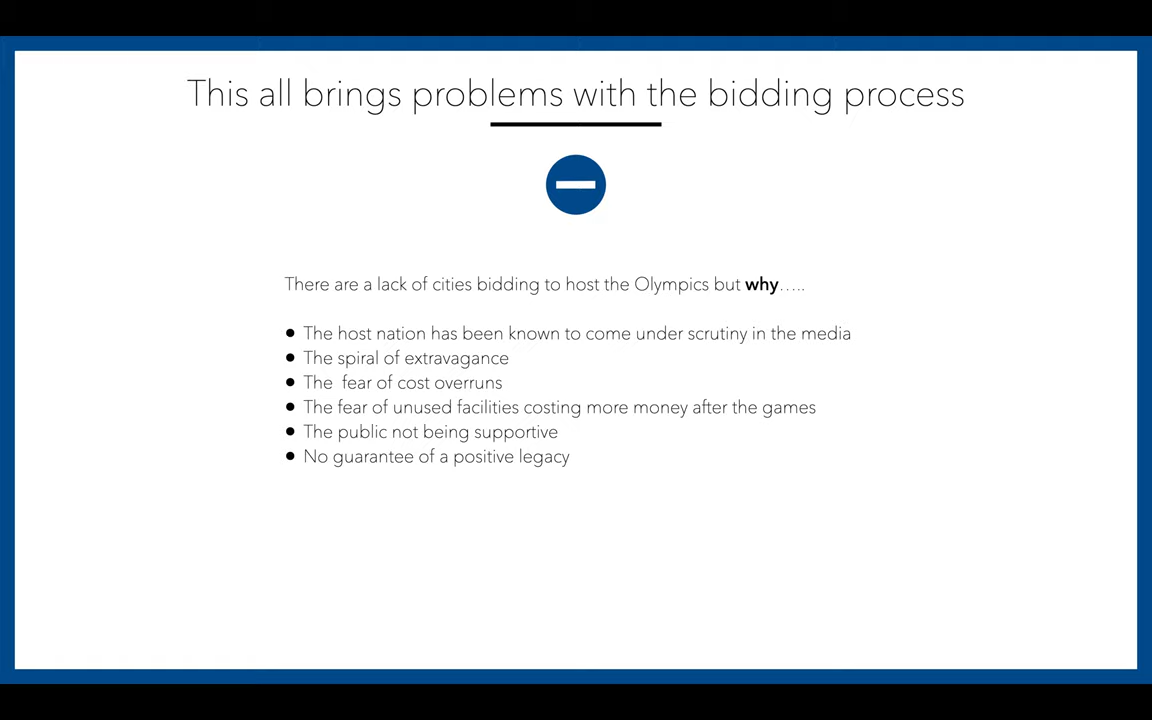 This all brings problems with the bidding process
There are a lack of cities bidding to host the Olympics but why.....
● The host nation has been known to come under scrutiny in the media
● The spiral of extravagance
● The  fear of cost overruns
● The fear of unused facilities costing more money after the games
● The public not being supportive
● No guarantee of a positive legacy